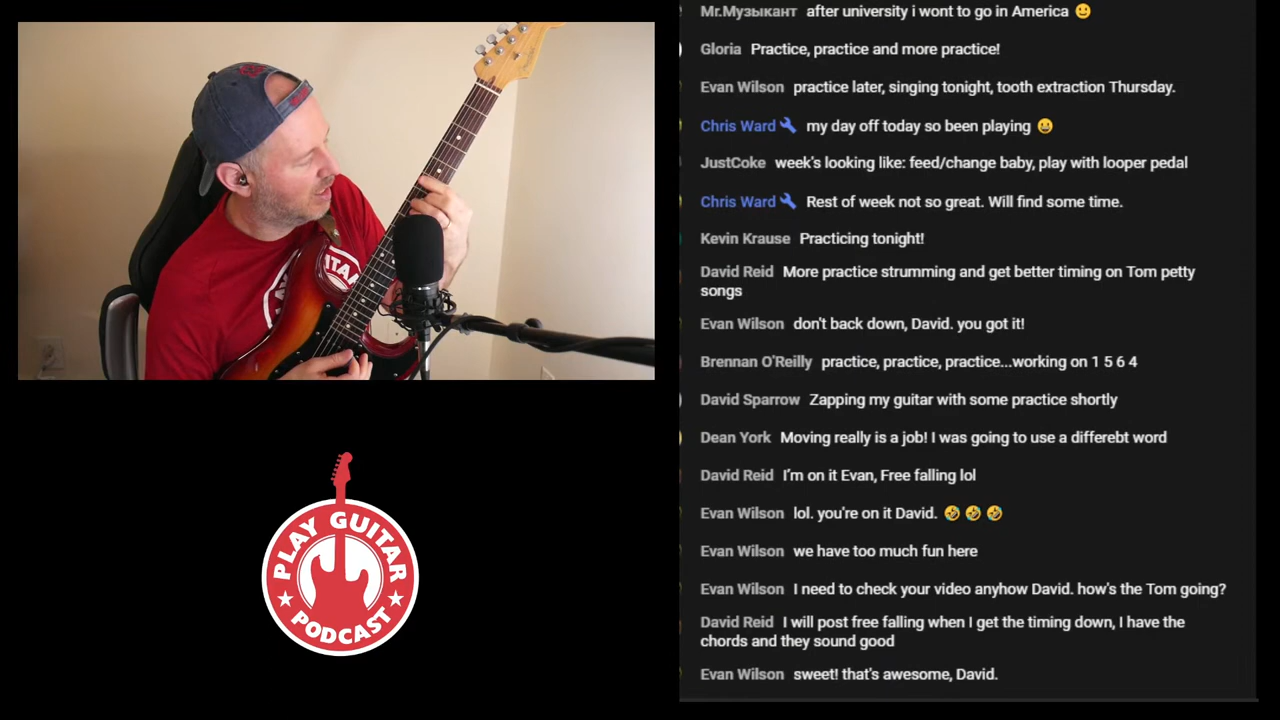 Mr.Музыкант after university i wont to go in America
Gloria Practice, practice and more practice!
Evan Wilson practice later, singing tonight, tooth extraction Thursday.
Chris Ward my day off today so been playing
JustCoke week's looking like: feed/change baby, play with looper pedal
Chris Ward Rest of week not so great. Will find some time.
Kevin Krause Practicing tonight!
David Reid More practice strumming and get better timing on Tom petty
songs
Evan Wilson don't back down, David. you got it!
Brennan O'Reilly practice, practice, practice...working on 1 5 6 4
David Sparrow Zapping my guitar with some practice shortly
Dean York Moving really is a job! I was going to use a differebt word
David Reid I'm on it Evan, Free falling lol
Evan Wilson lol. you're on it David. 🤣 🤣 🤣
Evan Wilson we have too much fun here
Evan Wilson I need to check your video anyhow David. how's the Tom going?
David Reid I will post free falling when I get the timing down, I have the
chords and they sound good
Evan Wilson sweet! that's awesome, David.
PLAY GUITAR
PODCAST